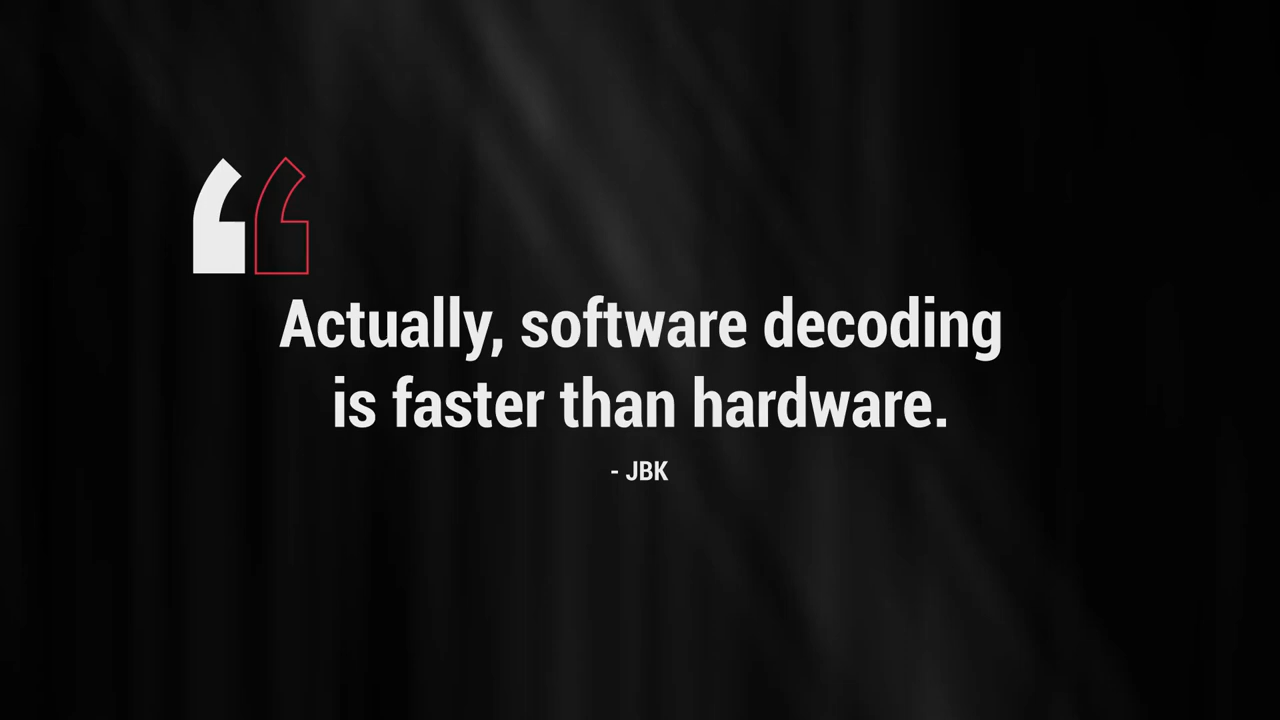 Actually, software decoding
is faster than hardware.
- JBK